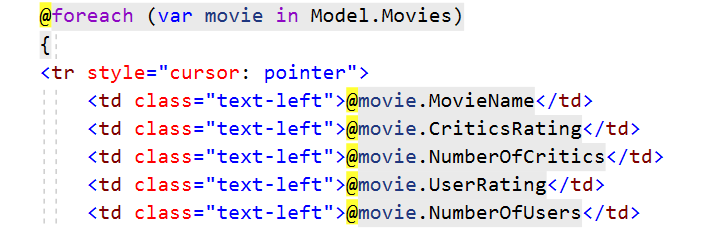 @foreach (var movie in Model.Movies)
{
<tr style="cursor: pointer">
<td class="text-left">@movie.MovieName</td>
<td class="text-left">@movie.CriticsRating</td>
<td class="text-left">@movie.NumberOfCritics</td>
<td class="text-left">@movie.UserRating</td>
<td class="text-left">@movie.NumberOfUsers</td>